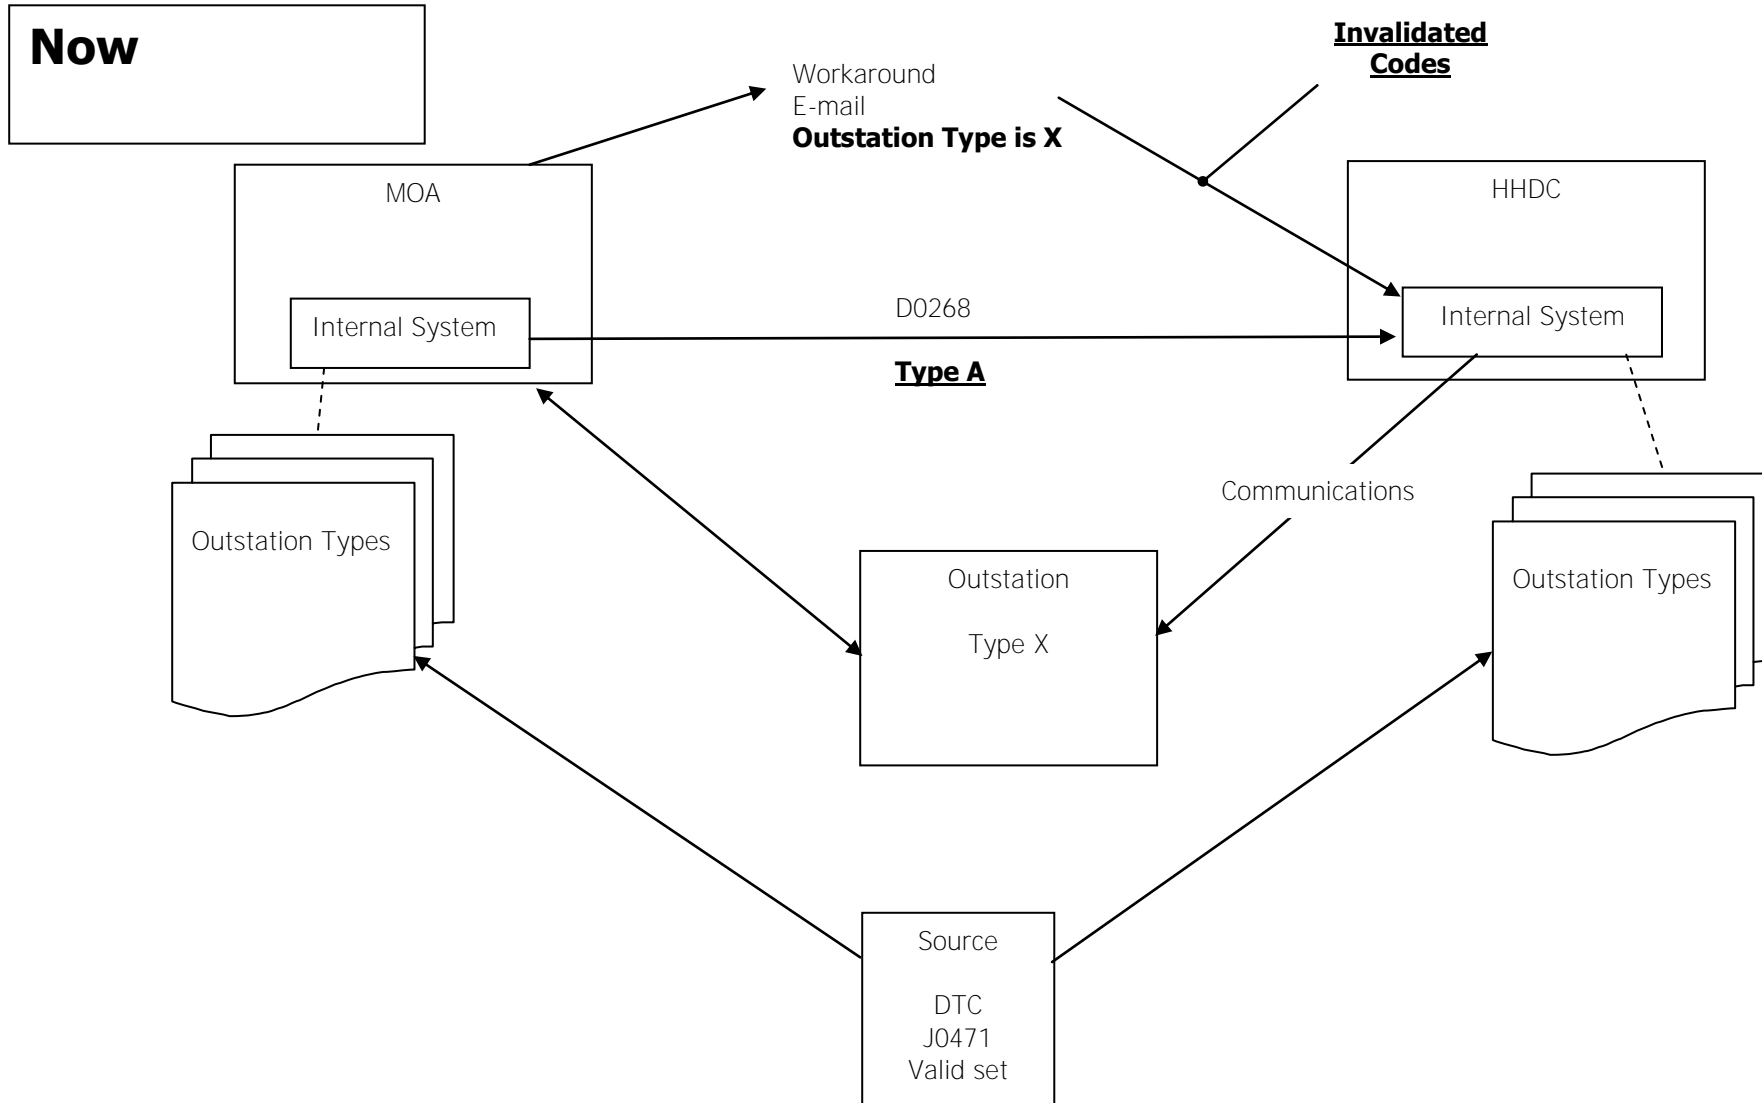 Now
Invalidated
Codes
Workaround
E-mail
Outstation Type is X
MOA
HHDC
Internal System
D0268
Internal System
Type A
Communications
Outstation Types
Outstation
Type X
Outstation Types
Source
DTC
J0471
Valid set